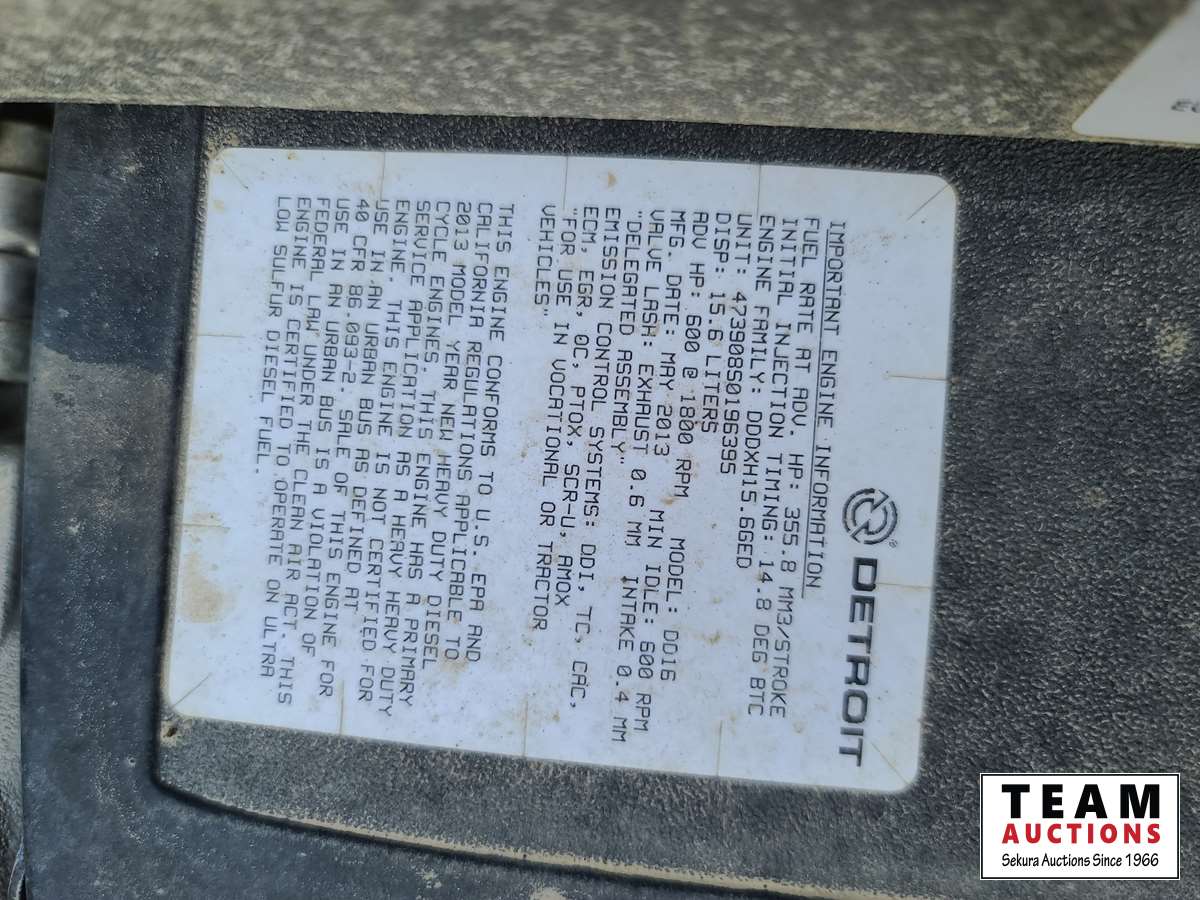 DETROIT
IMPORTANT ENGINE INFORMATION
FUEL RATE AT ADV. HP: 355.8 MM3/STROKE
INITIAL INJECTION TIMING: 14.8 DEG BTC
ENGINE FAMILY: DDDXH15.6GED
UNIT: 473908S0196395
DISP: 15.6 LITERS
ADV HP: 600 @ 1800 RPM MODEL: DD16
MFG. DATE: MAY 2013 MIN IDLE: 600 RPM
VALVE LASH: EXHAUST 0.6 MM INTAKE 0.4 MM
"DELEGATED ASSEMBLY"
EMISSION CONTROL SYSTEMS: DDI, TC, CAC,
ECM, EGR, OC, PTOX, SCR-U, AMOX
"FOR USE IN VOCATIONAL OR TRACTOR
VEHICLES"
THIS ENGINE CONFORMS TO U.S. EPA AND
CALIFORNIA REGULATIONS APPLICABLE TO
2013 MODEL YEAR NEW HEAVY DUTY DIESEL
CYCLE ENGINES. THIS ENGINE HAS A PRIMARY
SERVICE APPLICATION AS A HEAVY HEAVY DUTY
ENGINE. THIS ENGINE IS NOT CERTIFIED FOR
USE IN AN URBAN BUS AS DEFINED AT
40 CFR 86.093-2. SALE OF THIS ENGINE FOR
USE IN AN URBAN BUS IS A VIOLATION OF
FEDERAL LAW UNDER THE CLEAN AIR ACT. THIS
ENGINE IS CERTIFIED TO OPERATE ON ULTRA
LOW SULFUR DIESEL FUEL.
TEAM
AUCTIONS
Sekura Auctions Since 1966